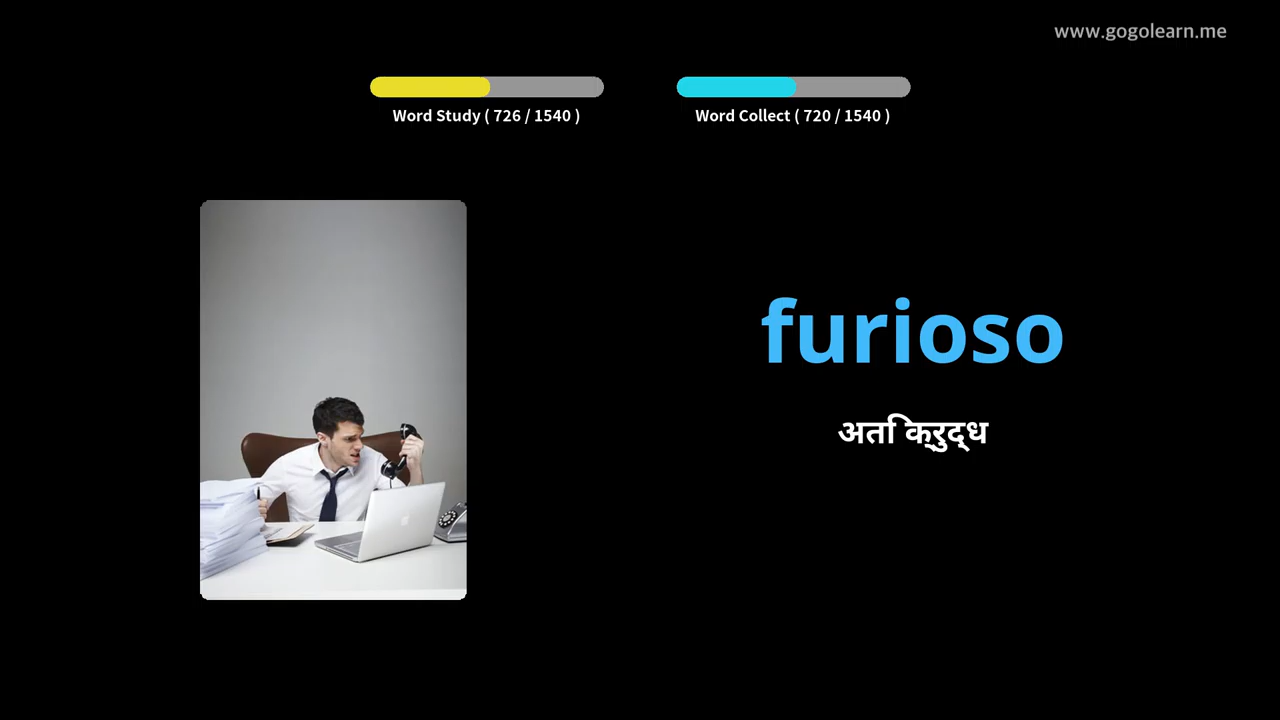 www.gogolearn.me
Word Study ( 726 / 1540 )
Word Collect ( 720 / 1540 )
furioso
अति क्रुद्ध